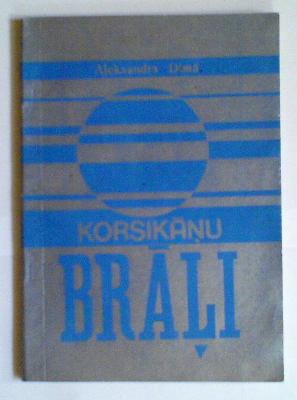 Aleksandrs Dimā
KORSIKĀŅU
BRĀĻI